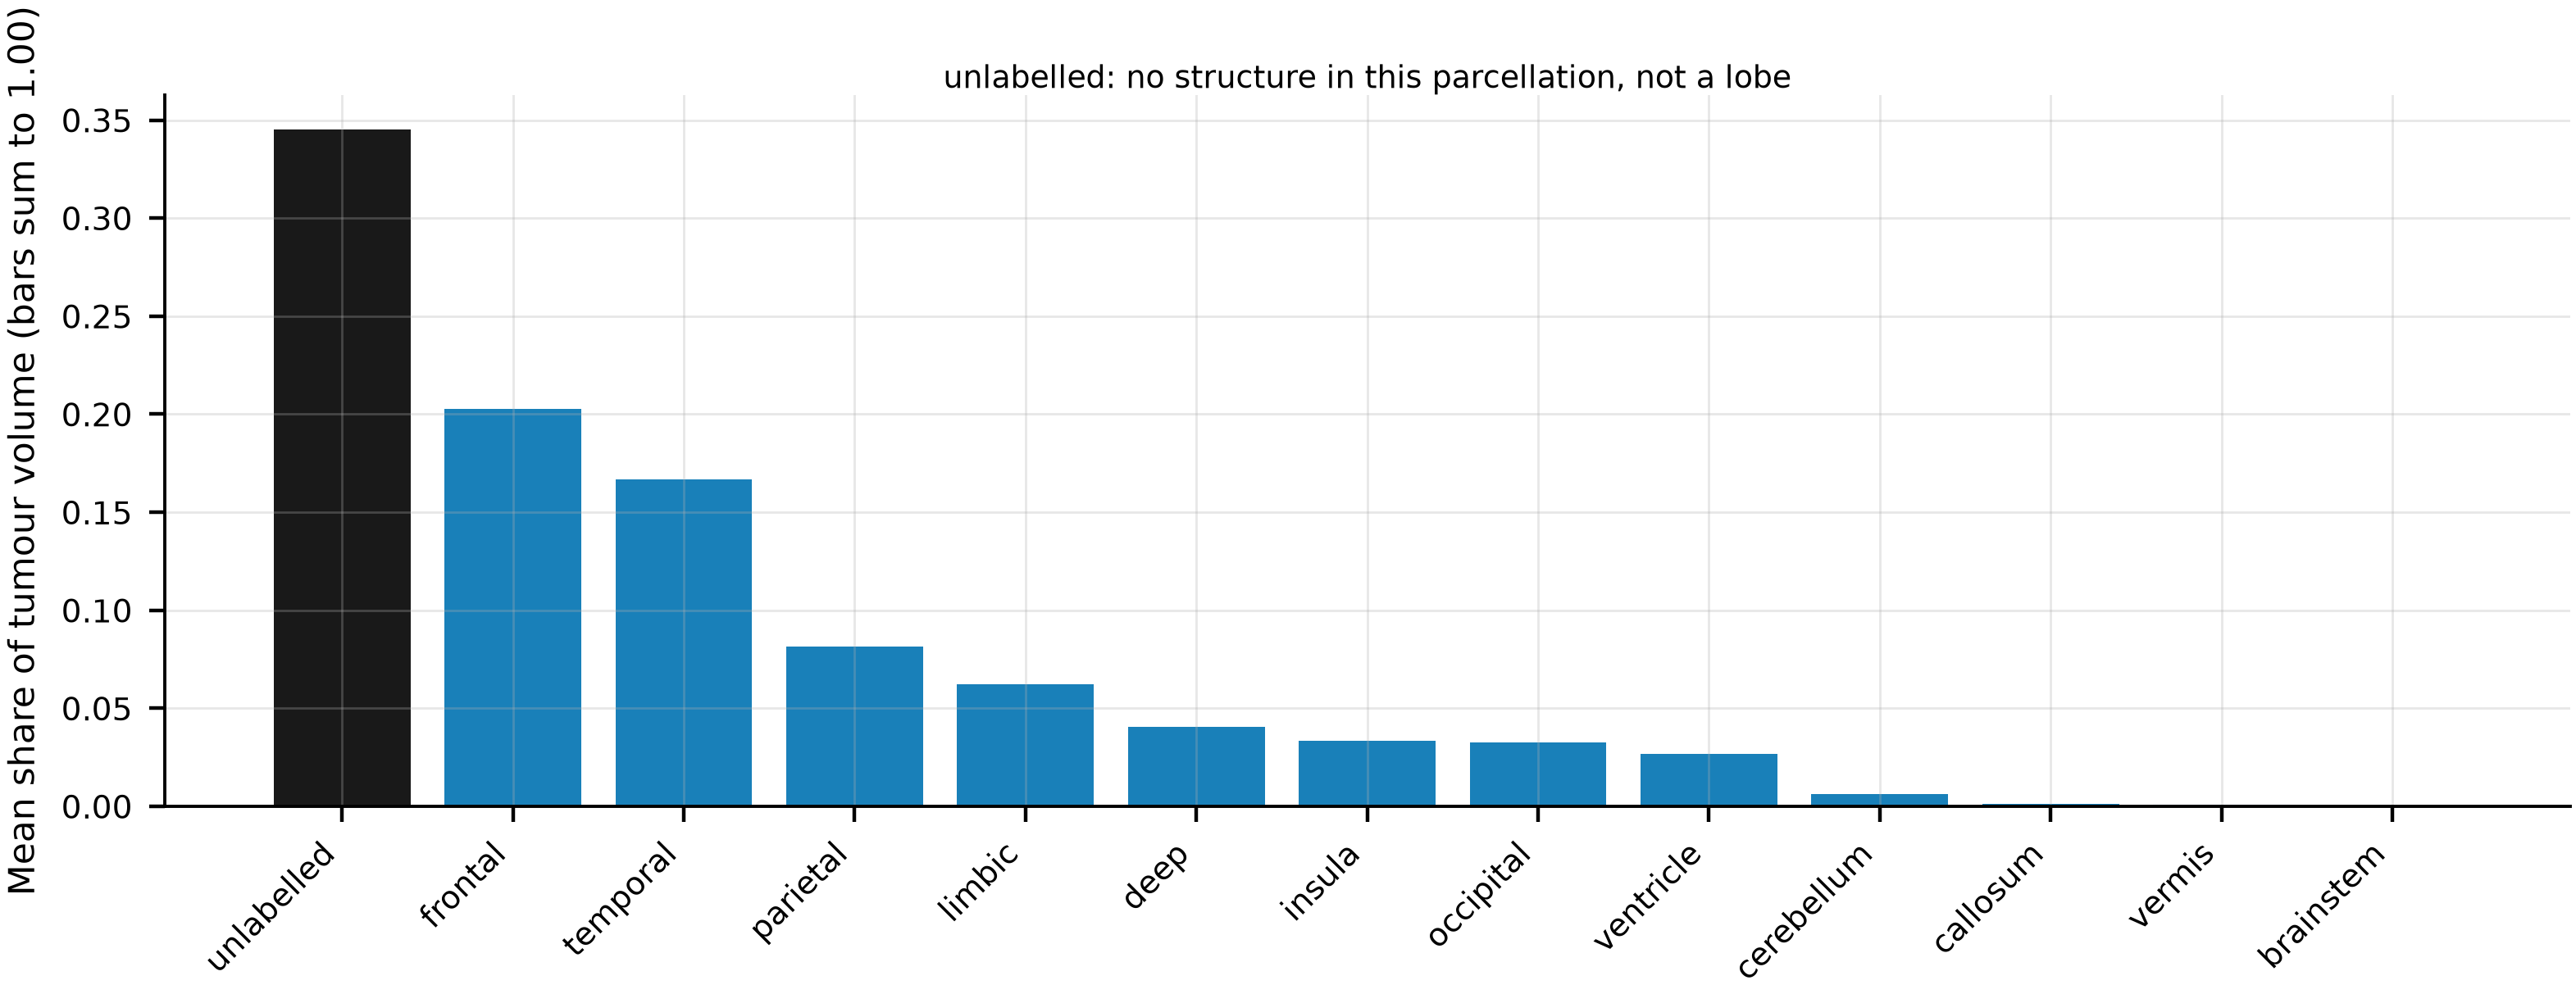 unlabelled: no structure in this parcellation, not a lobe
Mean share of tumour volume (bars sum to 1.00)
0.35
0.30
0.25
0.20
0.15
0.10
0.05
0.00
unlabelled
frontal
temporal
parietal
limbic
deep
insula
occipital
ventricle
cerebellum
callosum
vermis
brainstem